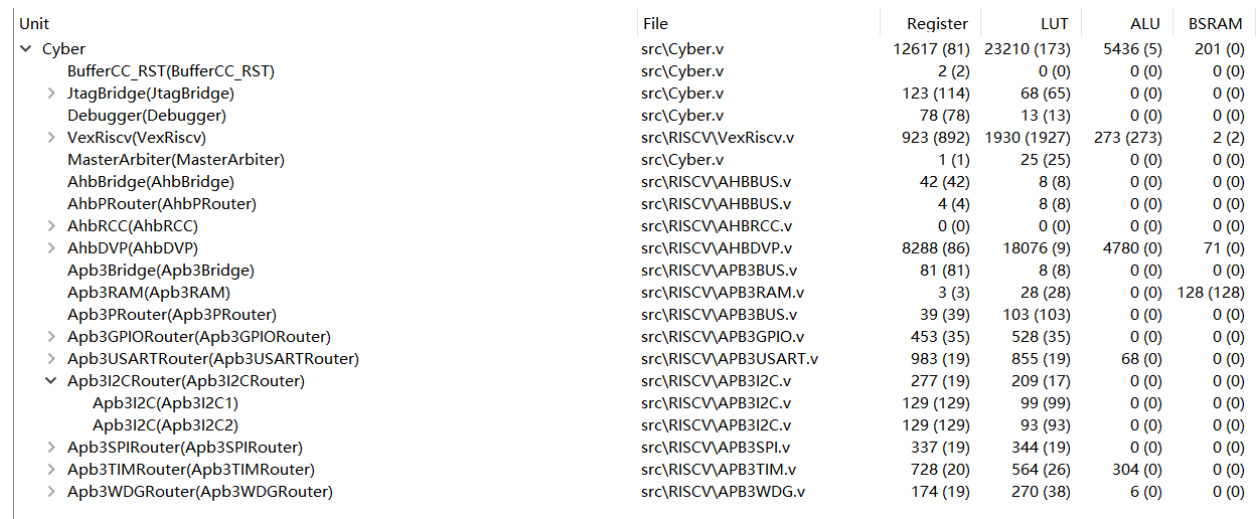 Unit File Register LUT ALU BSRAM
Cyber src\Cyber.v 12617 (81) 23210 (173) 5436 (5) 201 (0)
BufferCC_RST(BufferCC_RST) src\Cyber.v 2 (2) 0 (0) 0 (0) 0 (0)
JtagBridge(JtagBridge) src\Cyber.v 123 (114) 68 (65) 0 (0) 0 (0)
Debugger(Debugger) src\Cyber.v 78 (78) 13 (13) 0 (0) 0 (0)
VexRiscv(VexRiscv) src\RISCV\VexRiscv.v 923 (892) 1930 (1927) 273 (273) 2 (2)
MasterArbiter(MasterArbiter) src\Cyber.v 1 (1) 25 (25) 0 (0) 0 (0)
AhbBridge(AhbBridge) src\RISCV\AHBBUS.v 42 (42) 8 (8) 0 (0) 0 (0)
AhbPRouter(AhbPRouter) src\RISCV\AHBBUS.v 4 (4) 8 (8) 0 (0) 0 (0)
AhbRCC(AhbRCC) src\RISCV\AHBRCC.v 0 (0) 0 (0) 0 (0) 0 (0)
AhbDVP(AhbDVP) src\RISCV\AHBDVP.v 8288 (86) 18076 (9) 4780 (0) 71 (0)
Apb3Bridge(Apb3Bridge) src\RISCV\APB3BUS.v 81 (81) 8 (8) 0 (0) 0 (0)
Apb3RAM(Apb3RAM) src\RISCV\APB3RAM.v 3 (3) 28 (28) 0 (0) 128 (128)
Apb3PRouter(Apb3PRouter) src\RISCV\APB3BUS.v 39 (39) 103 (103) 0 (0) 0 (0)
Apb3GPIORouter(Apb3GPIORouter) src\RISCV\APB3GPIO.v 453 (35) 528 (35) 0 (0) 0 (0)
Apb3USARTRouter(Apb3USARTRouter) src\RISCV\APB3USART.v 983 (19) 855 (19) 68 (0) 0 (0)
Apb3I2CRouter(Apb3I2CRouter) src\RISCV\APB3I2C.v 277 (19) 209 (17) 0 (0) 0 (0)
Apb3I2C(Apb3I2C1) src\RISCV\APB3I2C.v 129 (129) 99 (99) 0 (0) 0 (0)
Apb3I2C(Apb3I2C2) src\RISCV\APB3I2C.v 129 (129) 93 (93) 0 (0) 0 (0)
Apb3SPIRouter(Apb3SPIRouter) src\RISCV\APB3SPI.v 337 (19) 344 (19) 0 (0) 0 (0)
Apb3TIMRouter(Apb3TIMRouter) src\RISCV\APB3TIM.v 728 (20) 564 (26) 304 (0) 0 (0)
Apb3WDGRouter(Apb3WDGRouter) src\RISCV\APB3WDG.v 174 (19) 270 (38) 6 (0) 0 (0)